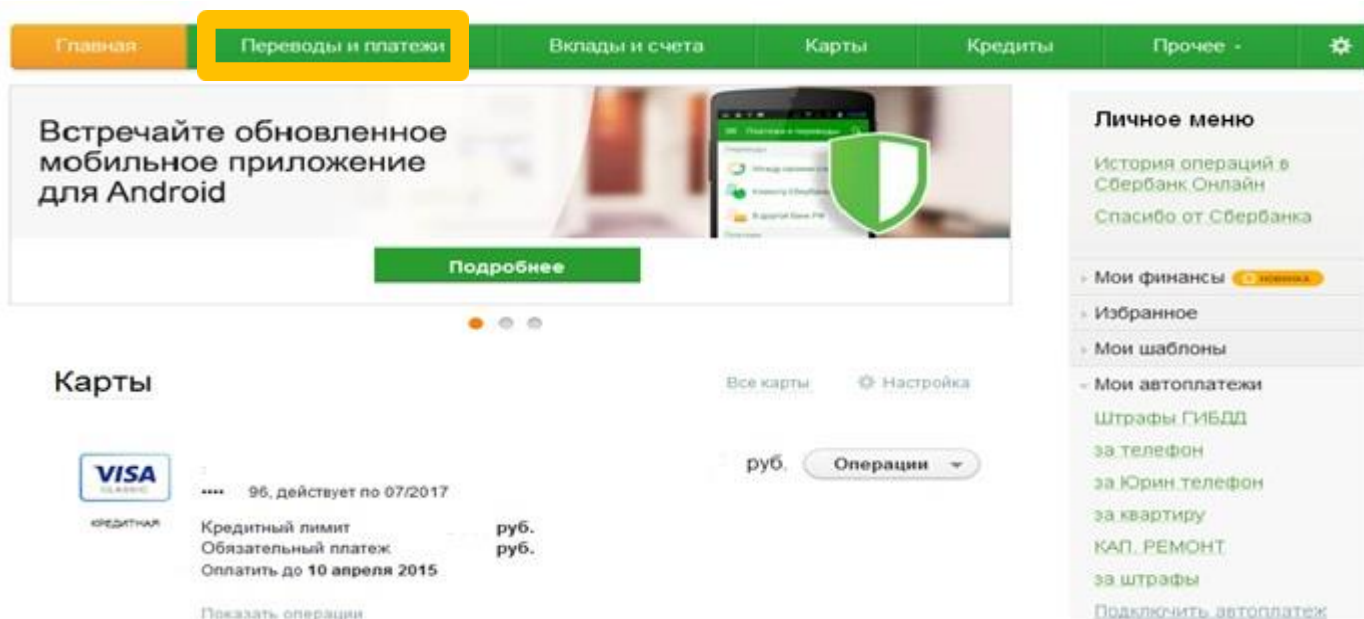 Главная Переводы и платежи Вклады и счета Карты Кредиты Прочее
Встречайте обновленное
мобильное приложение
для Android
Платежи и переводы
Подробнее
Карты
Все карты Настройка
VISA
CLASSIC
КРЕДИТНАЯ
•••• 96, действует по 07/2017
руб. Операции
Кредитный лимит руб.
Обязательный платеж руб.
Оплатить до 10 апреля 2015
Показать операции
Личное меню
История операций в
Сбербанк Онлайн
Спасибо от Сбербанка
Мои финансы новинка
Избранное
Мои шаблоны
Мои автоплатежи
Штрафы ГИБДД
за телефон
за Юрин телефон
за квартиру
КАП. РЕМОНТ
за штрафы
Подключить автоплатеж